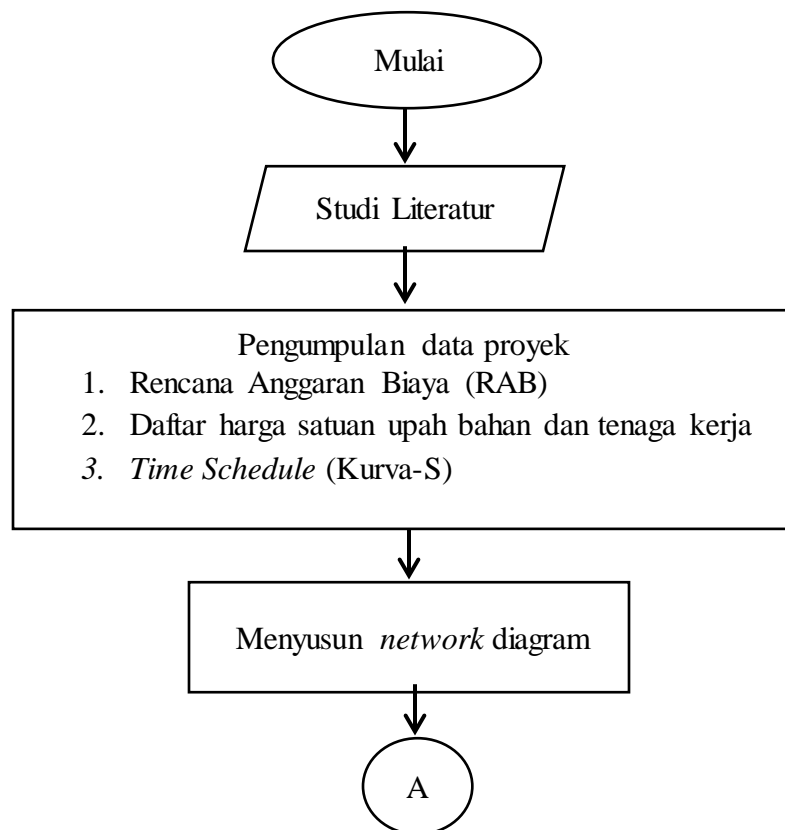 Mulai
Studi Literatur
Pengumpulan data proyek
1. Rencana Anggaran Biaya (RAB)
2. Daftar harga satuan upah bahan dan tenaga kerja
3. Time Schedule (Kurva-S)
Menyusun network diagram
A